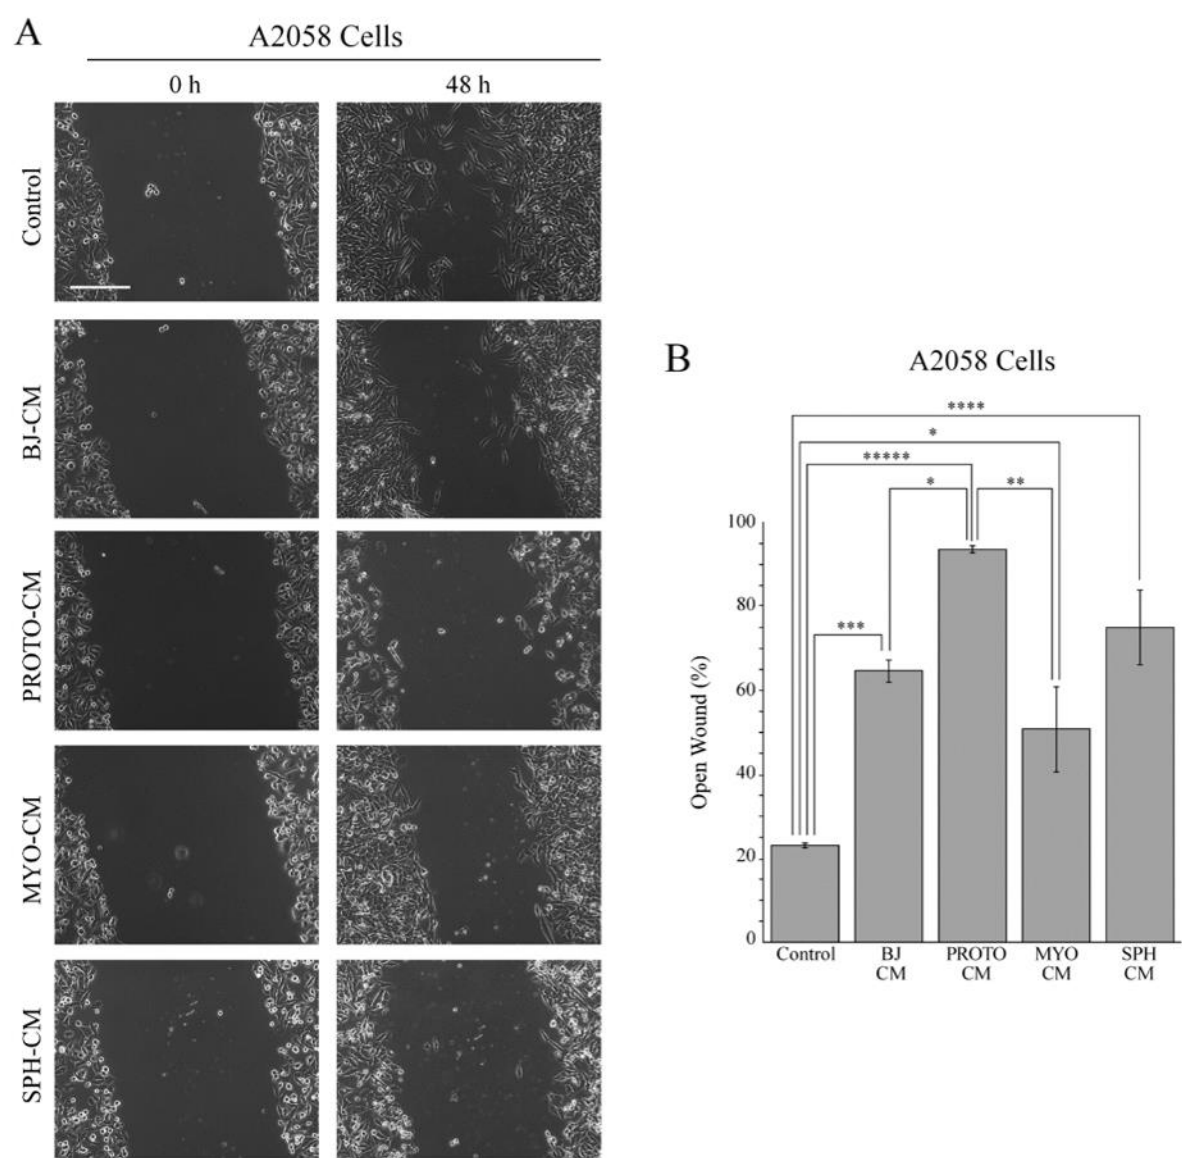 A
A2058 Cells
0 h
48 h
Control
BJ-CM
PROTO-CM
MYO-CM
SPH-CM
B
A2058 Cells
****
*
*****
*
**
***
Open Wound (%)
100
80
60
40
20
0
Control
BJ
CM
PROTO
CM
MYO
CM
SPH
CM